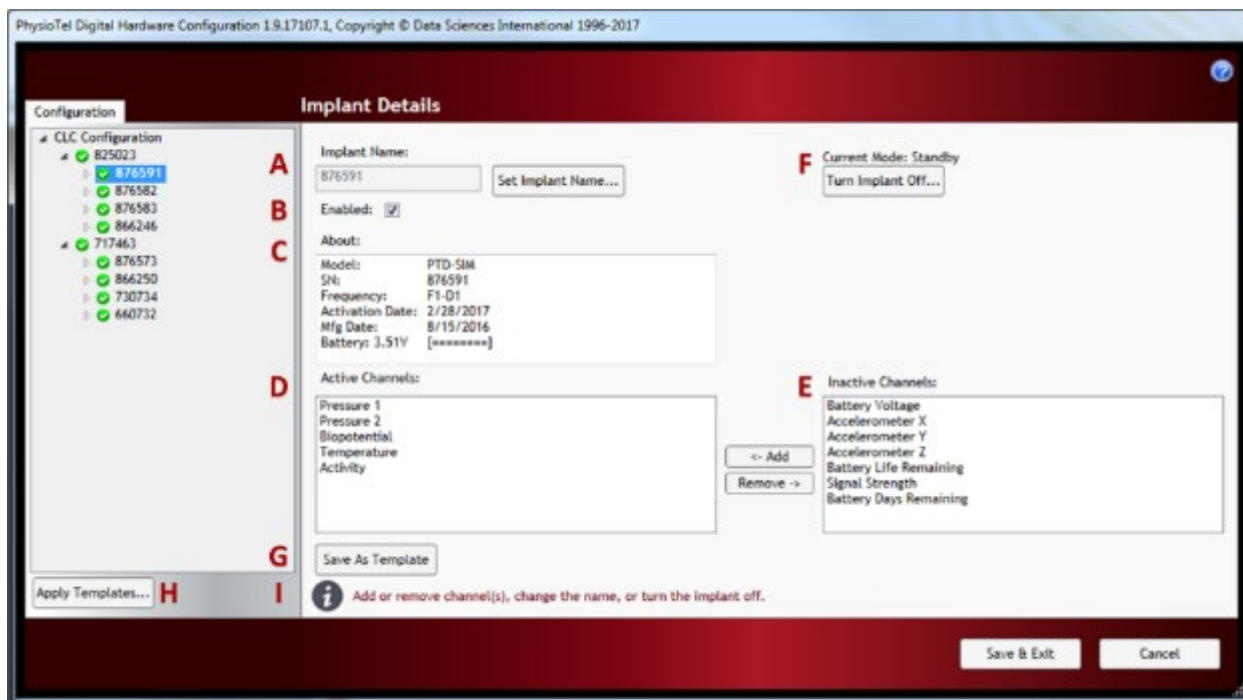 PhysioTel Digital Hardware Configuration 1.9.17107.1, Copyright © Data Sciences International 1996-2017
?
Configuration
Implant Details
CLC Configuration
825023
876591
876582
876583
866246
717463
876573
866250
730734
660732
A
Implant Name:
876591
Set Implant Name...
F
Current Mode: Standby
Turn Implant Off...
B
Enabled:
C
About:
Model: PTD-SIM
SN: 876591
Frequency: F1-D1
Activation Date: 2/28/2017
Mfg Date: 8/15/2016
Battery: 3.51V [========]
D
Active Channels:
Pressure 1
Pressure 2
Biopotential
Temperature
Activity
<- Add
Remove ->
E
Inactive Channels:
Battery Voltage
Accelerometer X
Accelerometer Y
Accelerometer Z
Battery Life Remaining
Signal Strength
Battery Days Remaining
G
Save As Template
Apply Templates...
H
I
i
Add or remove channel(s), change the name, or turn the implant off.
Save & Exit
Cancel